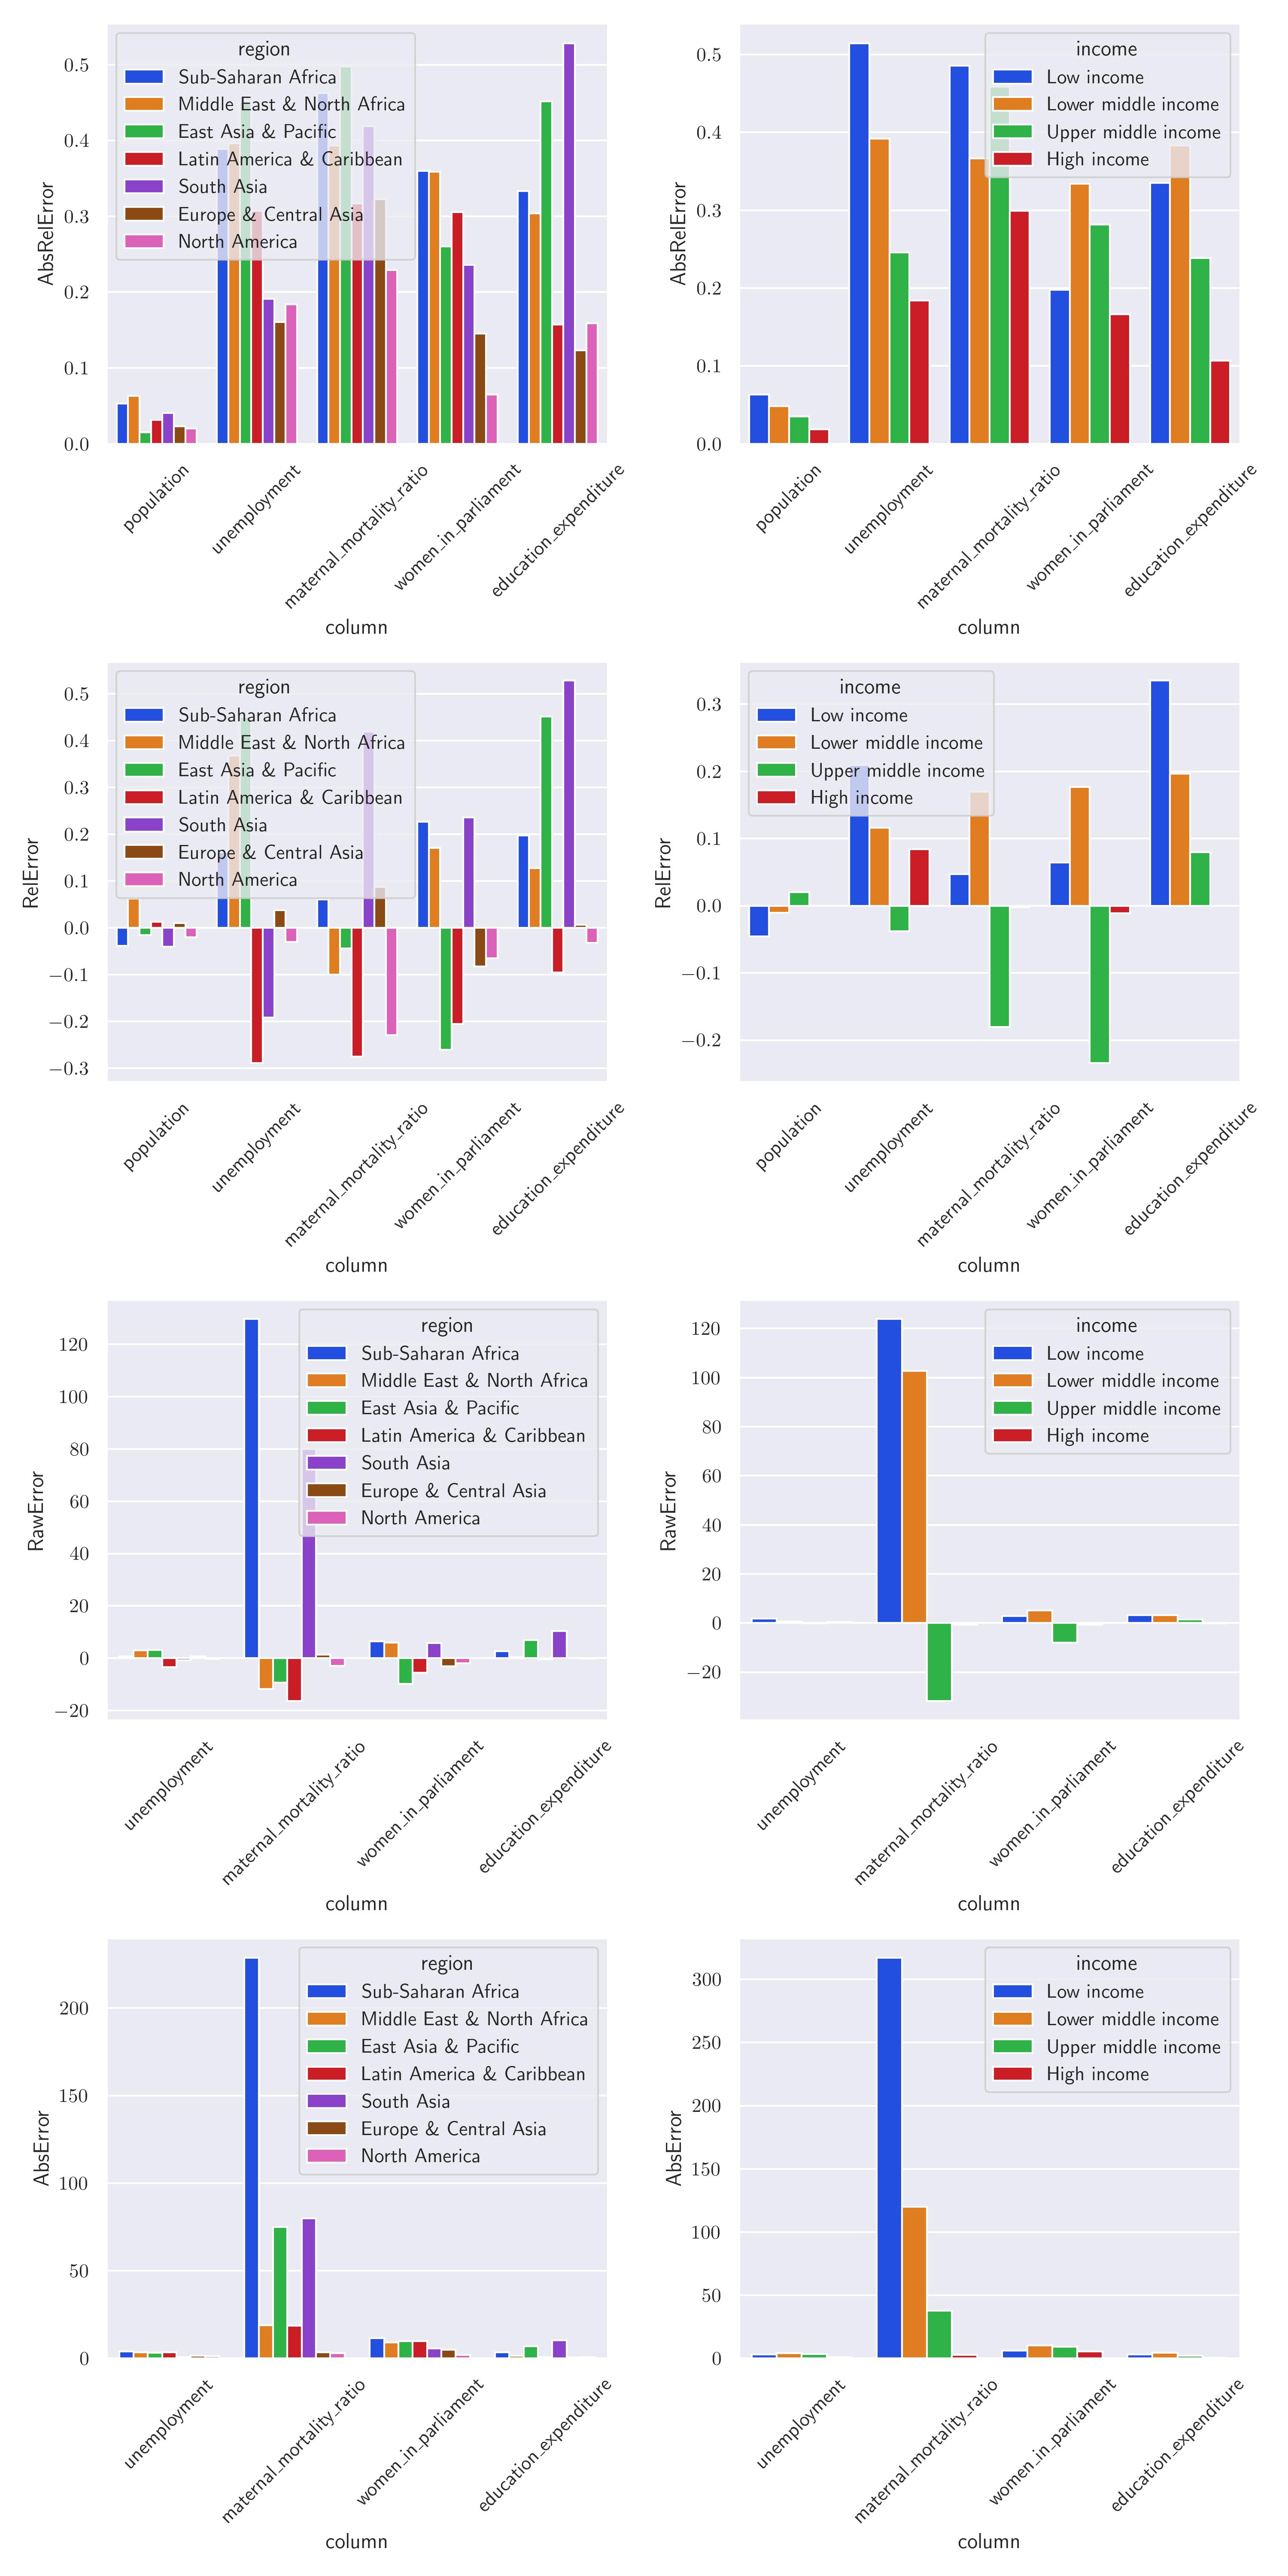 region
Sub-Saharan Africa
Middle East & North Africa
East Asia & Pacific
Latin America & Caribbean
South Asia
Europe & Central Asia
North America
AbsRelError
0.5
0.4
0.3
0.2
0.1
0.0
population
unemployment
maternal_mortality_ratio
women_in_parliament
education_expenditure
column
income
Low income
Lower middle income
Upper middle income
High income
AbsRelError
0.5
0.4
0.3
0.2
0.1
0.0
population
unemployment
maternal_mortality_ratio
women_in_parliament
education_expenditure
column
region
Sub-Saharan Africa
Middle East & North Africa
East Asia & Pacific
Latin America & Caribbean
South Asia
Europe & Central Asia
North America
RelError
0.5
0.4
0.3
0.2
0.1
0.0
−0.1
−0.2
−0.3
population
unemployment
maternal_mortality_ratio
women_in_parliament
education_expenditure
column
income
Low income
Lower middle income
Upper middle income
High income
RelError
0.3
0.2
0.1
0.0
−0.1
−0.2
population
unemployment
maternal_mortality_ratio
women_in_parliament
education_expenditure
column
region
Sub-Saharan Africa
Middle East & North Africa
East Asia & Pacific
Latin America & Caribbean
South Asia
Europe & Central Asia
North America
RawError
120
100
80
60
40
20
0
−20
unemployment
maternal_mortality_ratio
women_in_parliament
education_expenditure
column
income
Low income
Lower middle income
Upper middle income
High income
RawError
120
100
80
60
40
20
0
−20
unemployment
maternal_mortality_ratio
women_in_parliament
education_expenditure
column
region
Sub-Saharan Africa
Middle East & North Africa
East Asia & Pacific
Latin America & Caribbean
South Asia
Europe & Central Asia
North America
AbsError
200
150
100
50
0
unemployment
maternal_mortality_ratio
women_in_parliament
education_expenditure
column
income
Low income
Lower middle income
Upper middle income
High income
AbsError
300
250
200
150
100
50
0
unemployment
maternal_mortality_ratio
women_in_parliament
education_expenditure
column